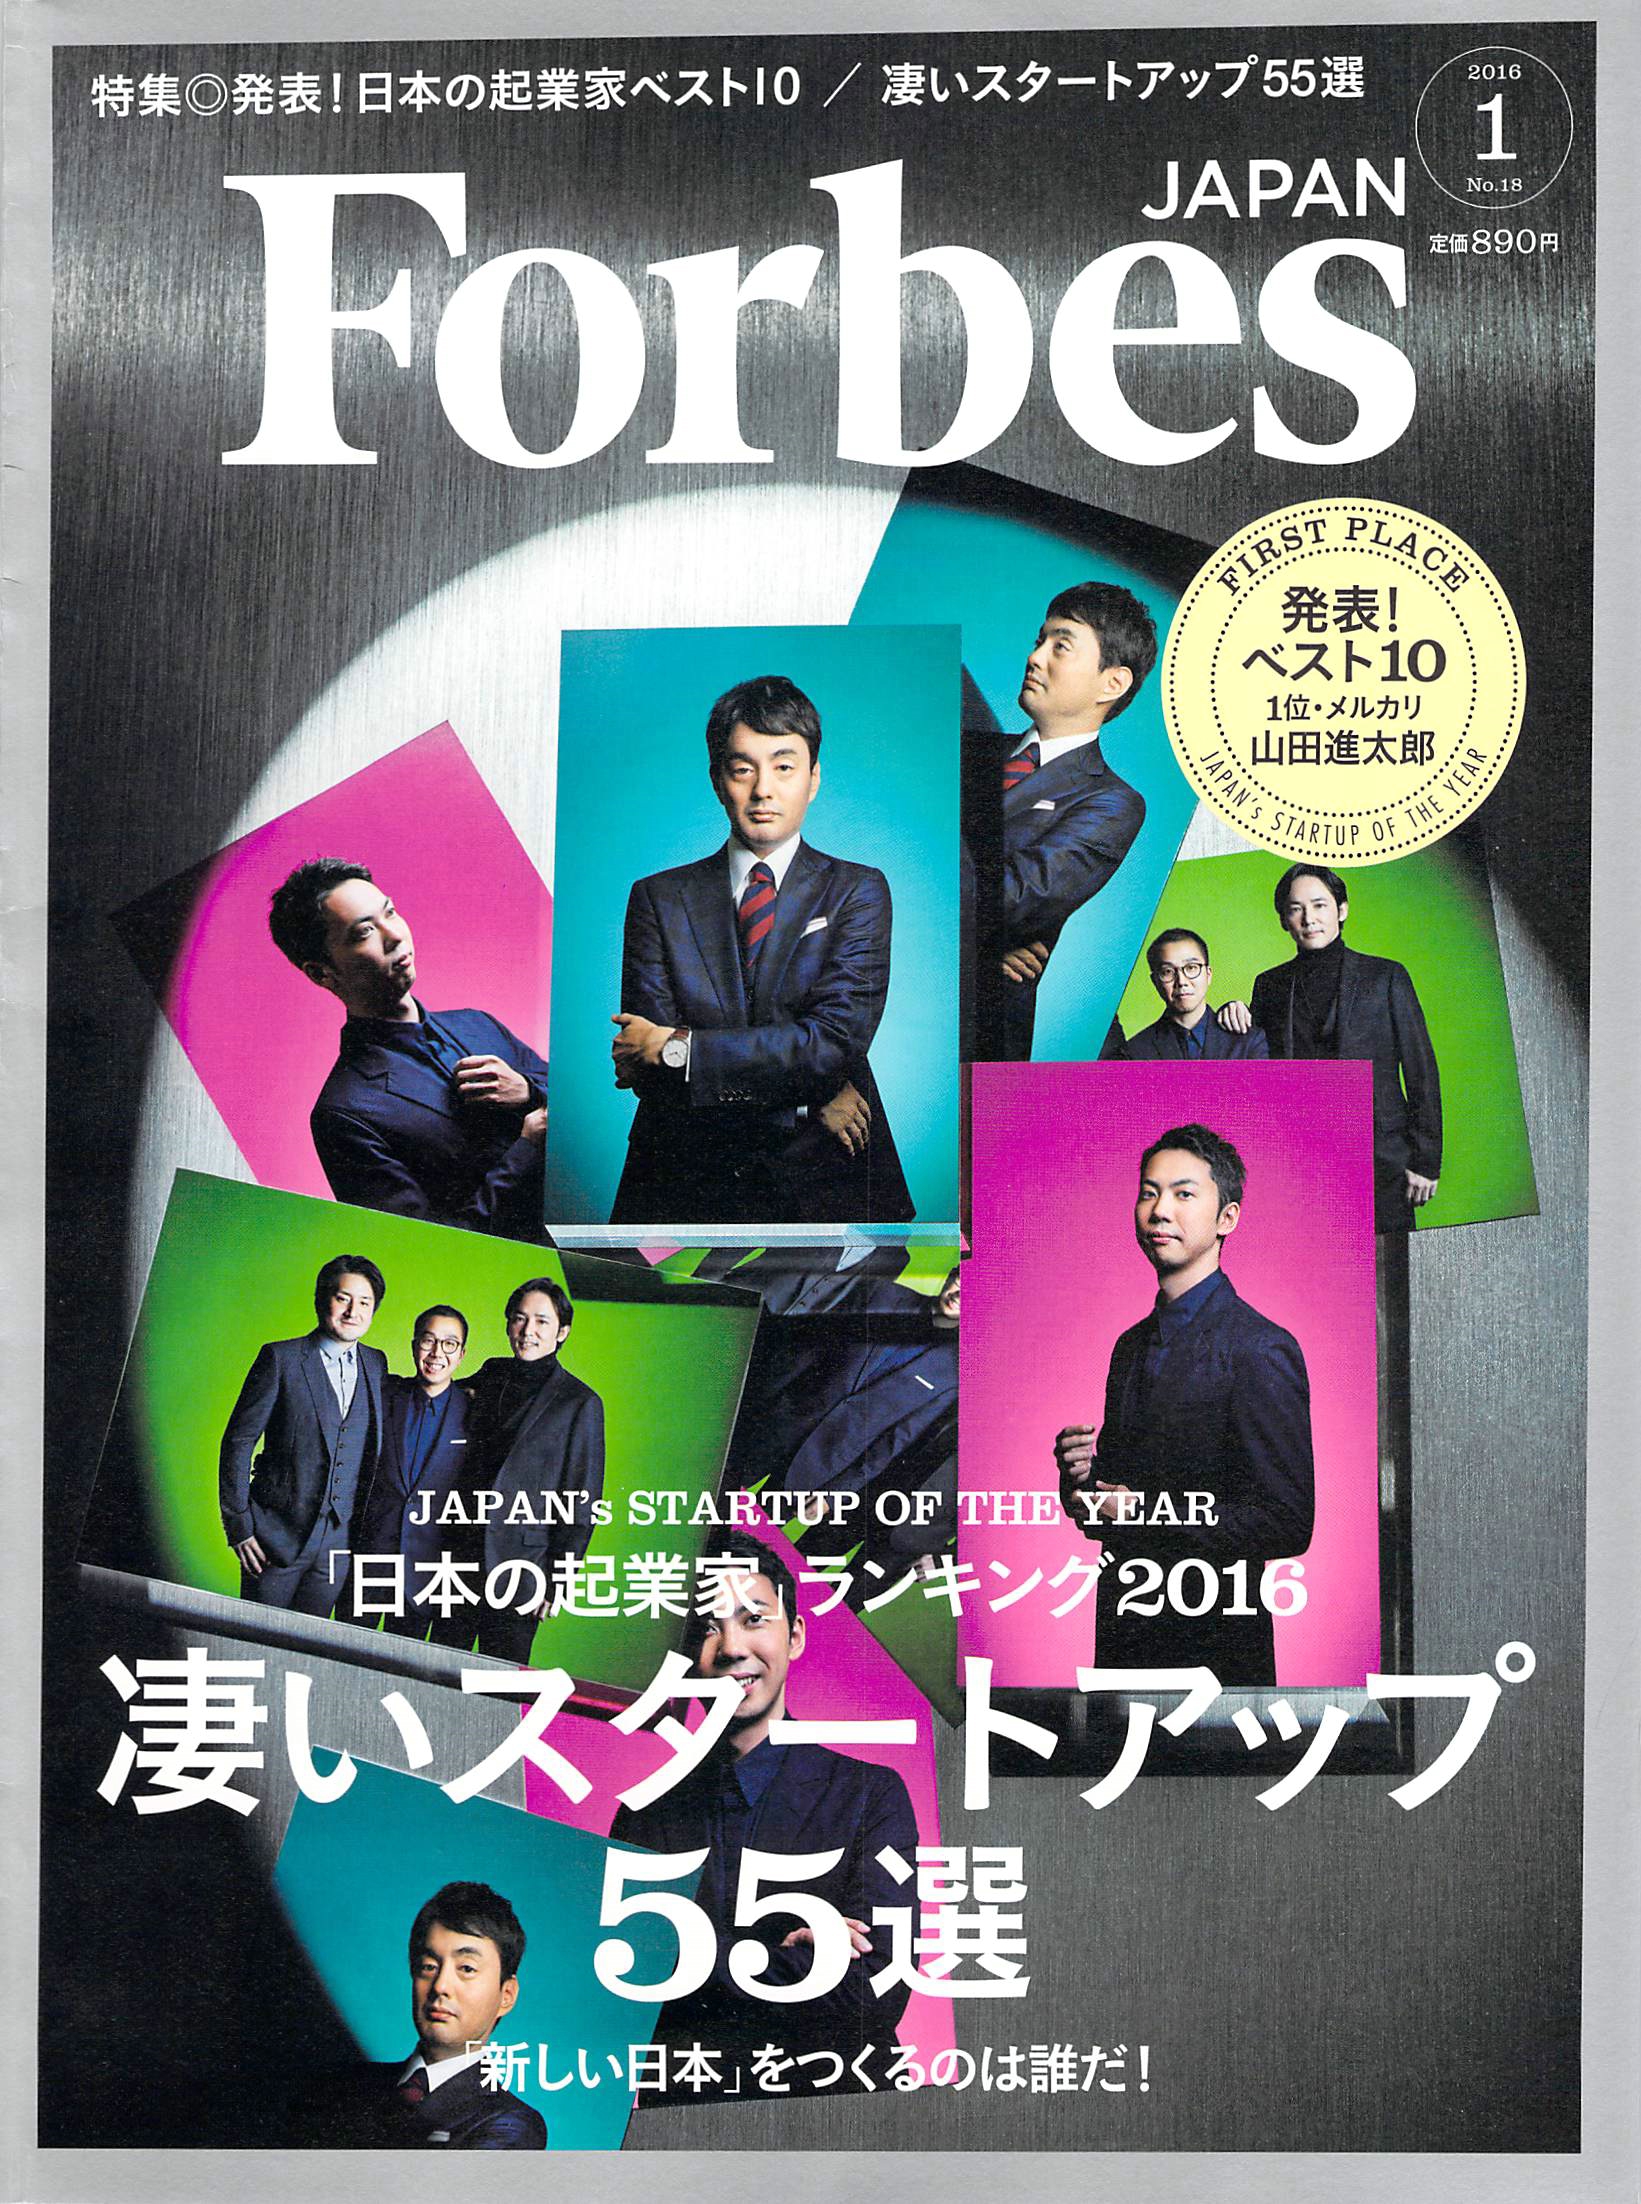 特集◎発表！日本の起業家ベスト10 ／ 凄いスタートアップ55選
2016
1
No.18
定価890円
JAPAN
Forbes
FIRST PLACE
発表！
ベスト10
1位・メルカリ
山田進太郎
JAPAN's STARTUP OF THE YEAR
JAPAN's STARTUP OF THE YEAR
「日本の起業家」ランキング2016
凄いスタートアップ
55選
「新しい日本」をつくるのは誰だ！